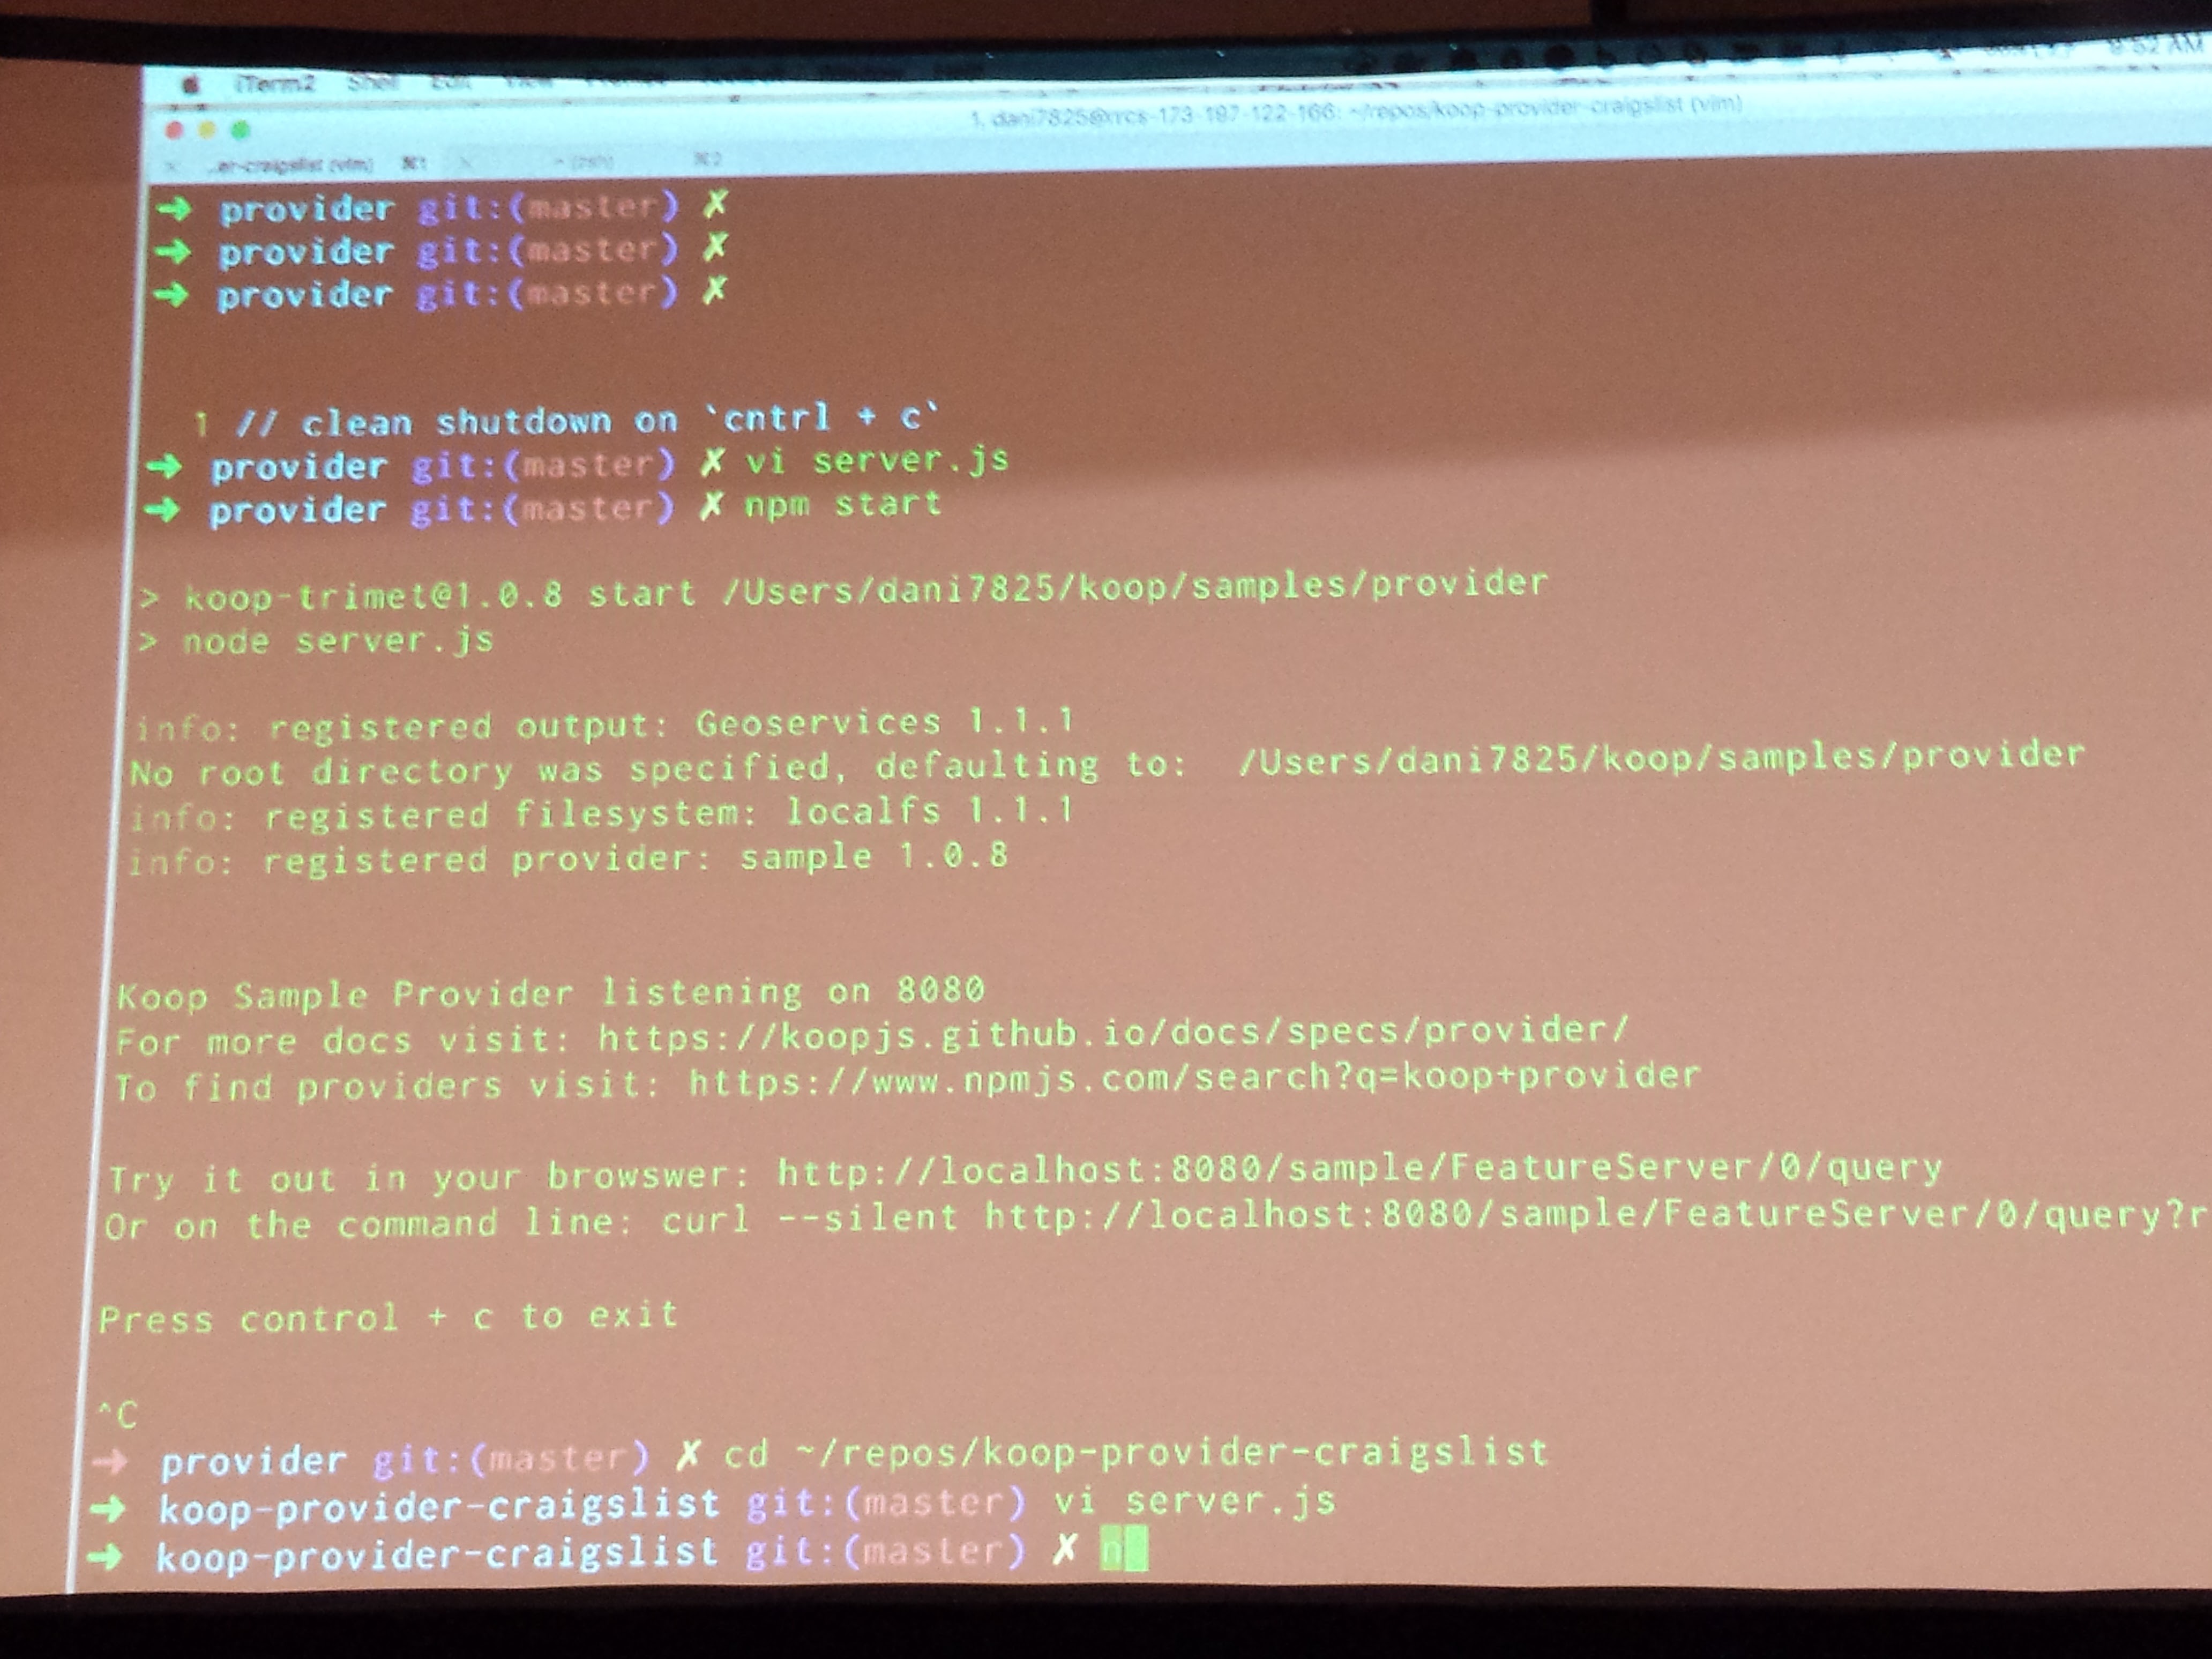 iTerm2 Shell Edit View
9:52 AM
1. dani7825@rrcs-173-197-122-166: ~/repos/koop-provider-craigslist (vim)
...er-craigslist (vim) ⌘1 ⌘2
➜ provider git:(master) ✗
➜ provider git:(master) ✗
➜ provider git:(master) ✗
1 // clean shutdown on `cntrl + c`
➜ provider git:(master) ✗ vi server.js
➜ provider git:(master) ✗ npm start
> koop-trimet@1.0.8 start /Users/dani7825/koop/samples/provider
> node server.js
info: registered output: Geoservices 1.1.1
No root directory was specified, defaulting to: /Users/dani7825/koop/samples/provider
info: registered filesystem: localfs 1.1.1
info: registered provider: sample 1.0.8
Koop Sample Provider listening on 8080
For more docs visit: https://koopjs.github.io/docs/specs/provider/
To find providers visit: https://www.npmjs.com/search?q=koop+provider
Try it out in your browswer: http://localhost:8080/sample/FeatureServer/0/query
Or on the command line: curl --silent http://localhost:8080/sample/FeatureServer/0/query?r
Press control + c to exit
^C
➜ provider git:(master) ✗ cd ~/repos/koop-provider-craigslist
➜ koop-provider-craigslist git:(master) vi server.js
➜ koop-provider-craigslist git:(master) ✗ n